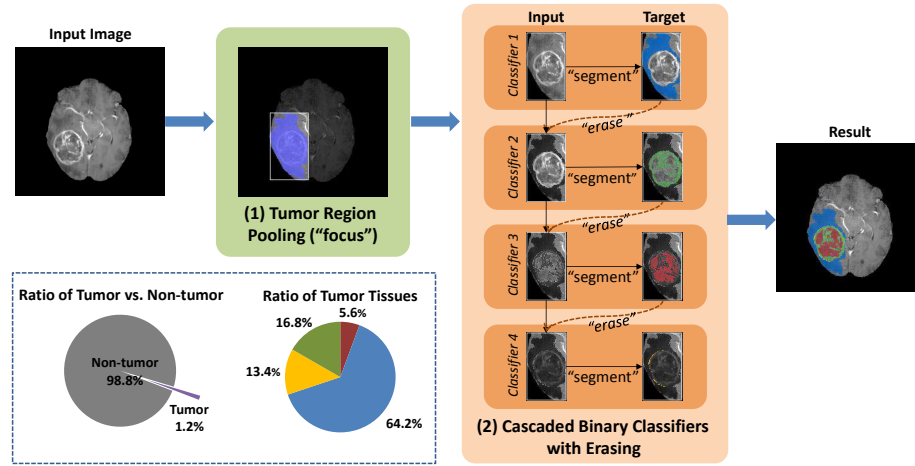 Input Image
(1) Tumor Region
Pooling (“focus”)
Input
Target
Classifier 1
“segment”
“erase”
Classifier 2
“segment”
“erase”
Classifier 3
“segment”
“erase”
Classifier 4
“segment”
(2) Cascaded Binary Classifiers
with Erasing
Result
Ratio of Tumor vs. Non-tumor
Non-tumor
98.8%
Tumor
1.2%
Ratio of Tumor Tissues
5.6%
16.8%
13.4%
64.2%